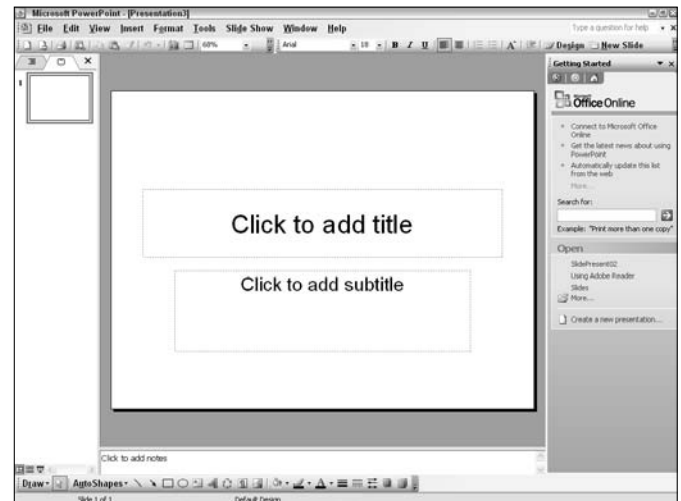 Microsoft PowerPoint - [Presentation3]
File Edit View Insert Format Tools Slide Show Window Help
Type a question for help
68% Arial 18 B I U Design New Slide
Getting Started
1
Microsoft
Office Online
Connect to Microsoft Office
Online
Get the latest news about using
PowerPoint
Automatically update this list
from the web
More...
Search for:
Example: "Print more than one copy"
Open
SlidePresent02
Using Adobe Reader
Slides
More...
Create a new presentation...
Click to add title
Click to add subtitle
Click to add notes
Draw AutoShapes
Slide 1 of 1 Default Design